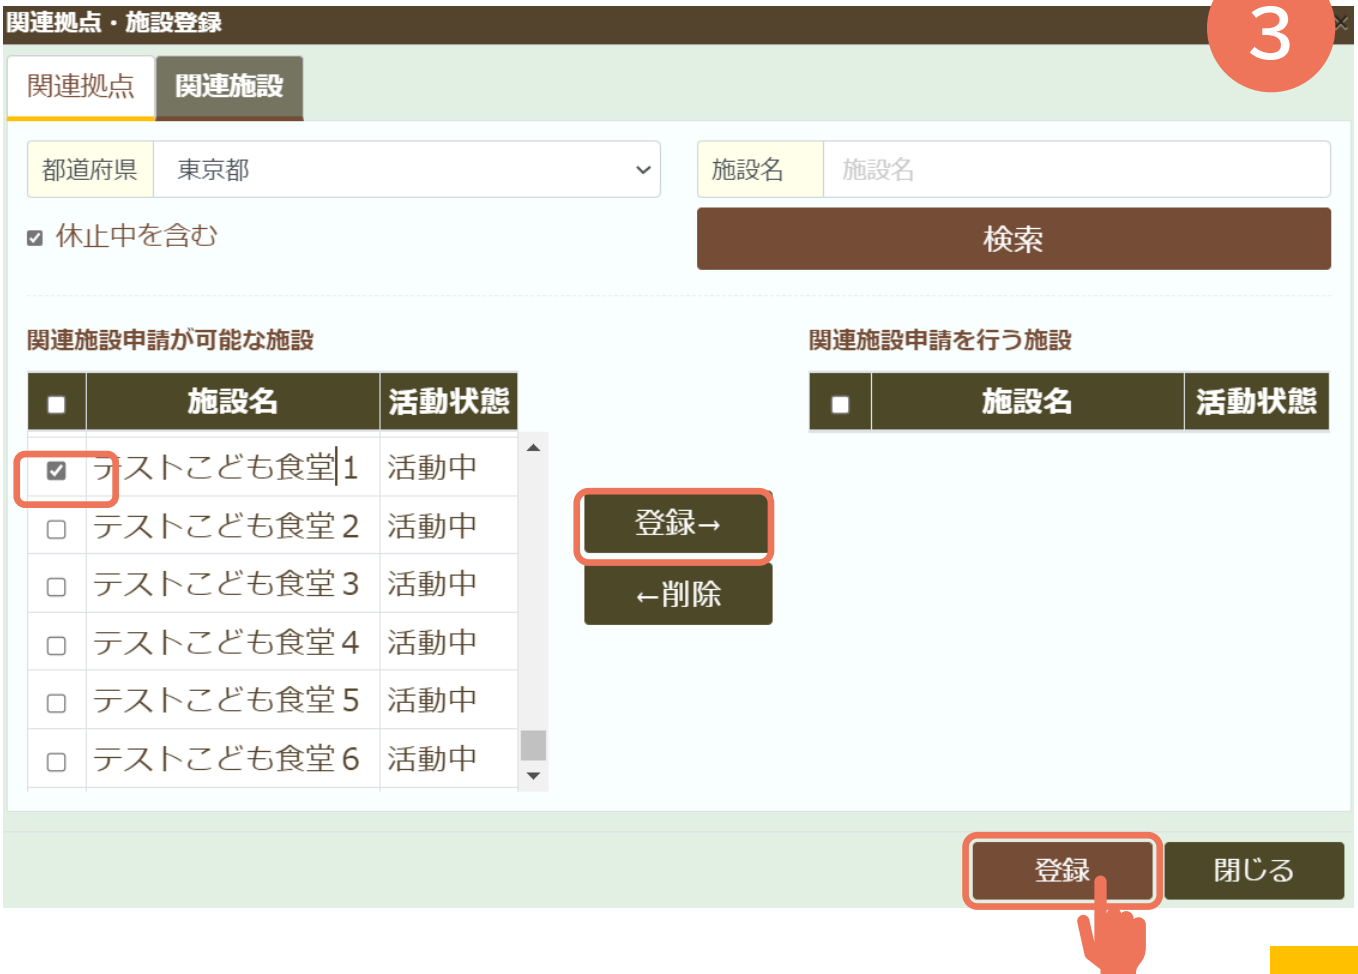 関連拠点・施設登録
3
関連拠点
関連施設
都道府県 東京都
施設名 施設名
休止中を含む
検索
関連施設申請が可能な施設
関連施設申請を行う施設
施設名 活動状態
施設名 活動状態
テストこども食堂1 活動中
テストこども食堂2 活動中
テストこども食堂3 活動中
テストこども食堂4 活動中
テストこども食堂5 活動中
テストこども食堂6 活動中
登録→
←削除
登録
閉じる